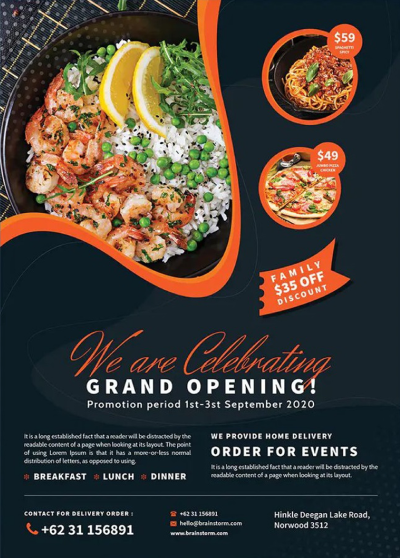 $59
SPAGHETTI
SPICY
$49
CHICKEN
FAMILY
$35 OFF
DISCOUNT
We are Celebrating
GRAND OPENING!
Promotion period 1st-3st September 2020
It is a long established fact that a reader will be distracted by the
readable content of a page when looking at its layout. The point
of using Lorem Ipsum is that it has a more-or-less normal
distribution of letters, as opposed to using.
BREAKFAST LUNCH DINNER
WE PROVIDE HOME DELIVERY
ORDER FOR EVENTS
It is a long established fact that a reader will be distracted by the
readable content of a page when looking at its layout.
CONTACT FOR DELIVERY ORDER :
+62 31 156891
+62 31 156891
hello@brainstorm.com
www.brainstorm.com
Hinkle Deegan Lake Road,
Norwood 3512